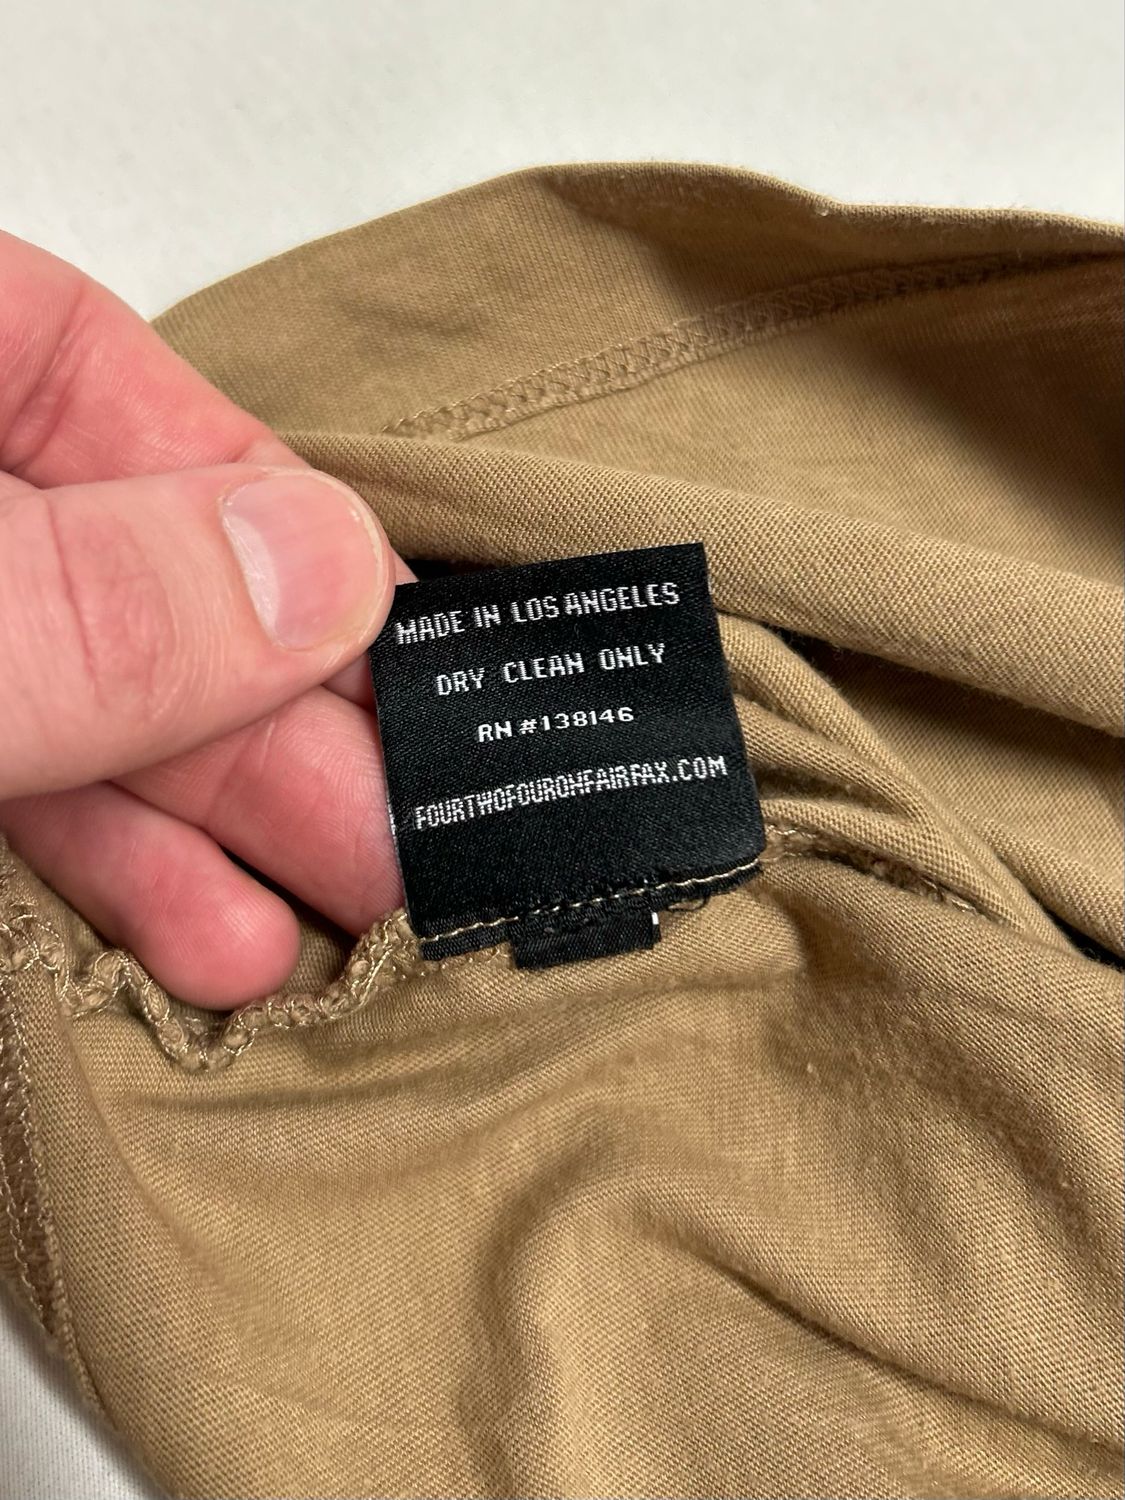 MADE IN LOS ANGELES
DRY CLEAN ONLY
RN #138146
FOURTWOFOURONFAIRFAX.COM